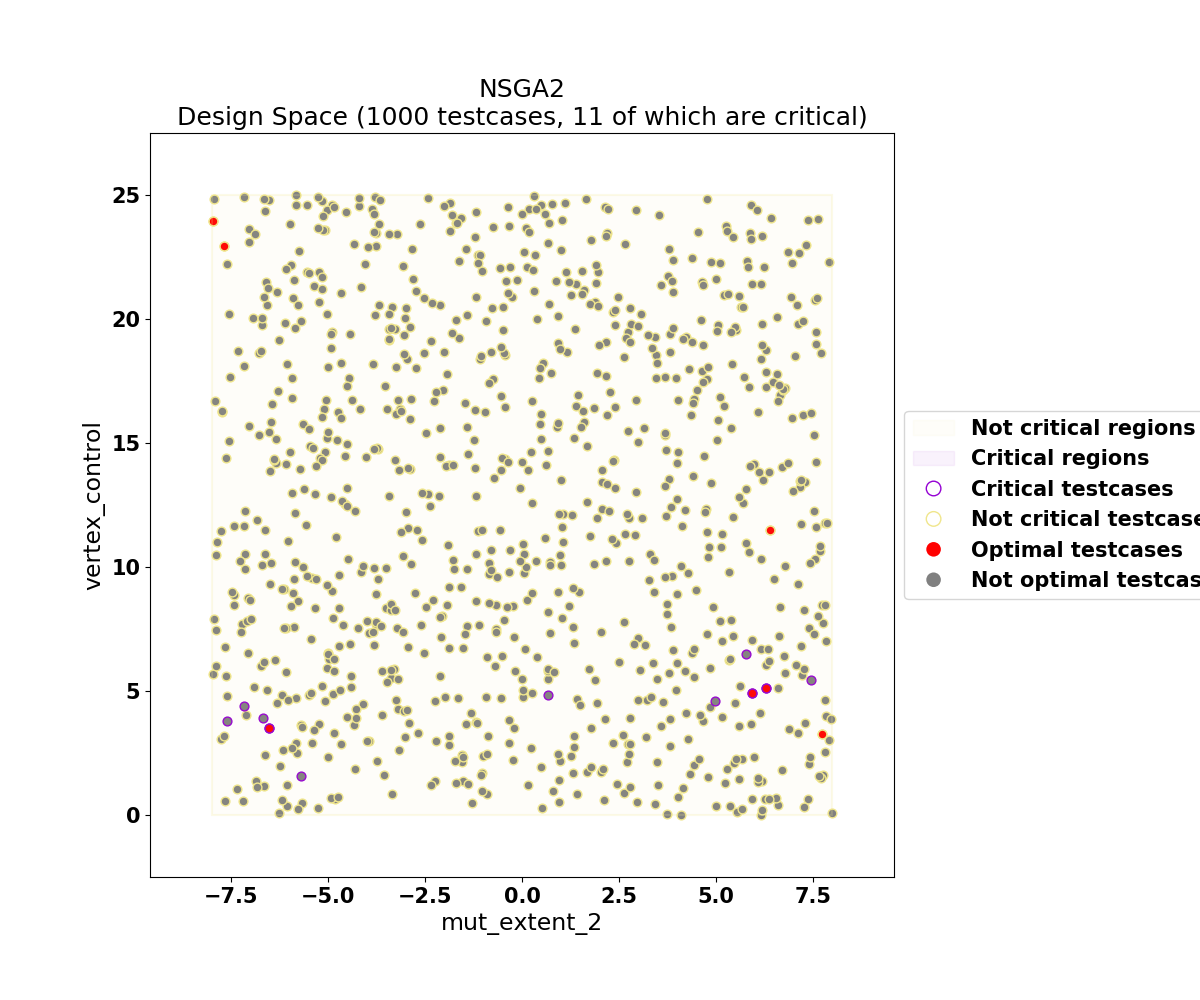 NSGA2
Design Space (1000 testcases, 11 of which are critical)
25
20
15
10
5
0
vertex_control
−7.5
−5.0
−2.5
0.0
2.5
5.0
7.5
mut_extent_2
Not critical regions
Critical regions
Critical testcases
Not critical testcase
Optimal testcases
Not optimal testcas